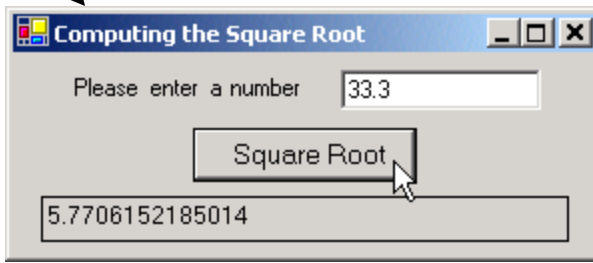 Computing the Square Root
Please enter a number 33.3
Square Root
5.7706152185014